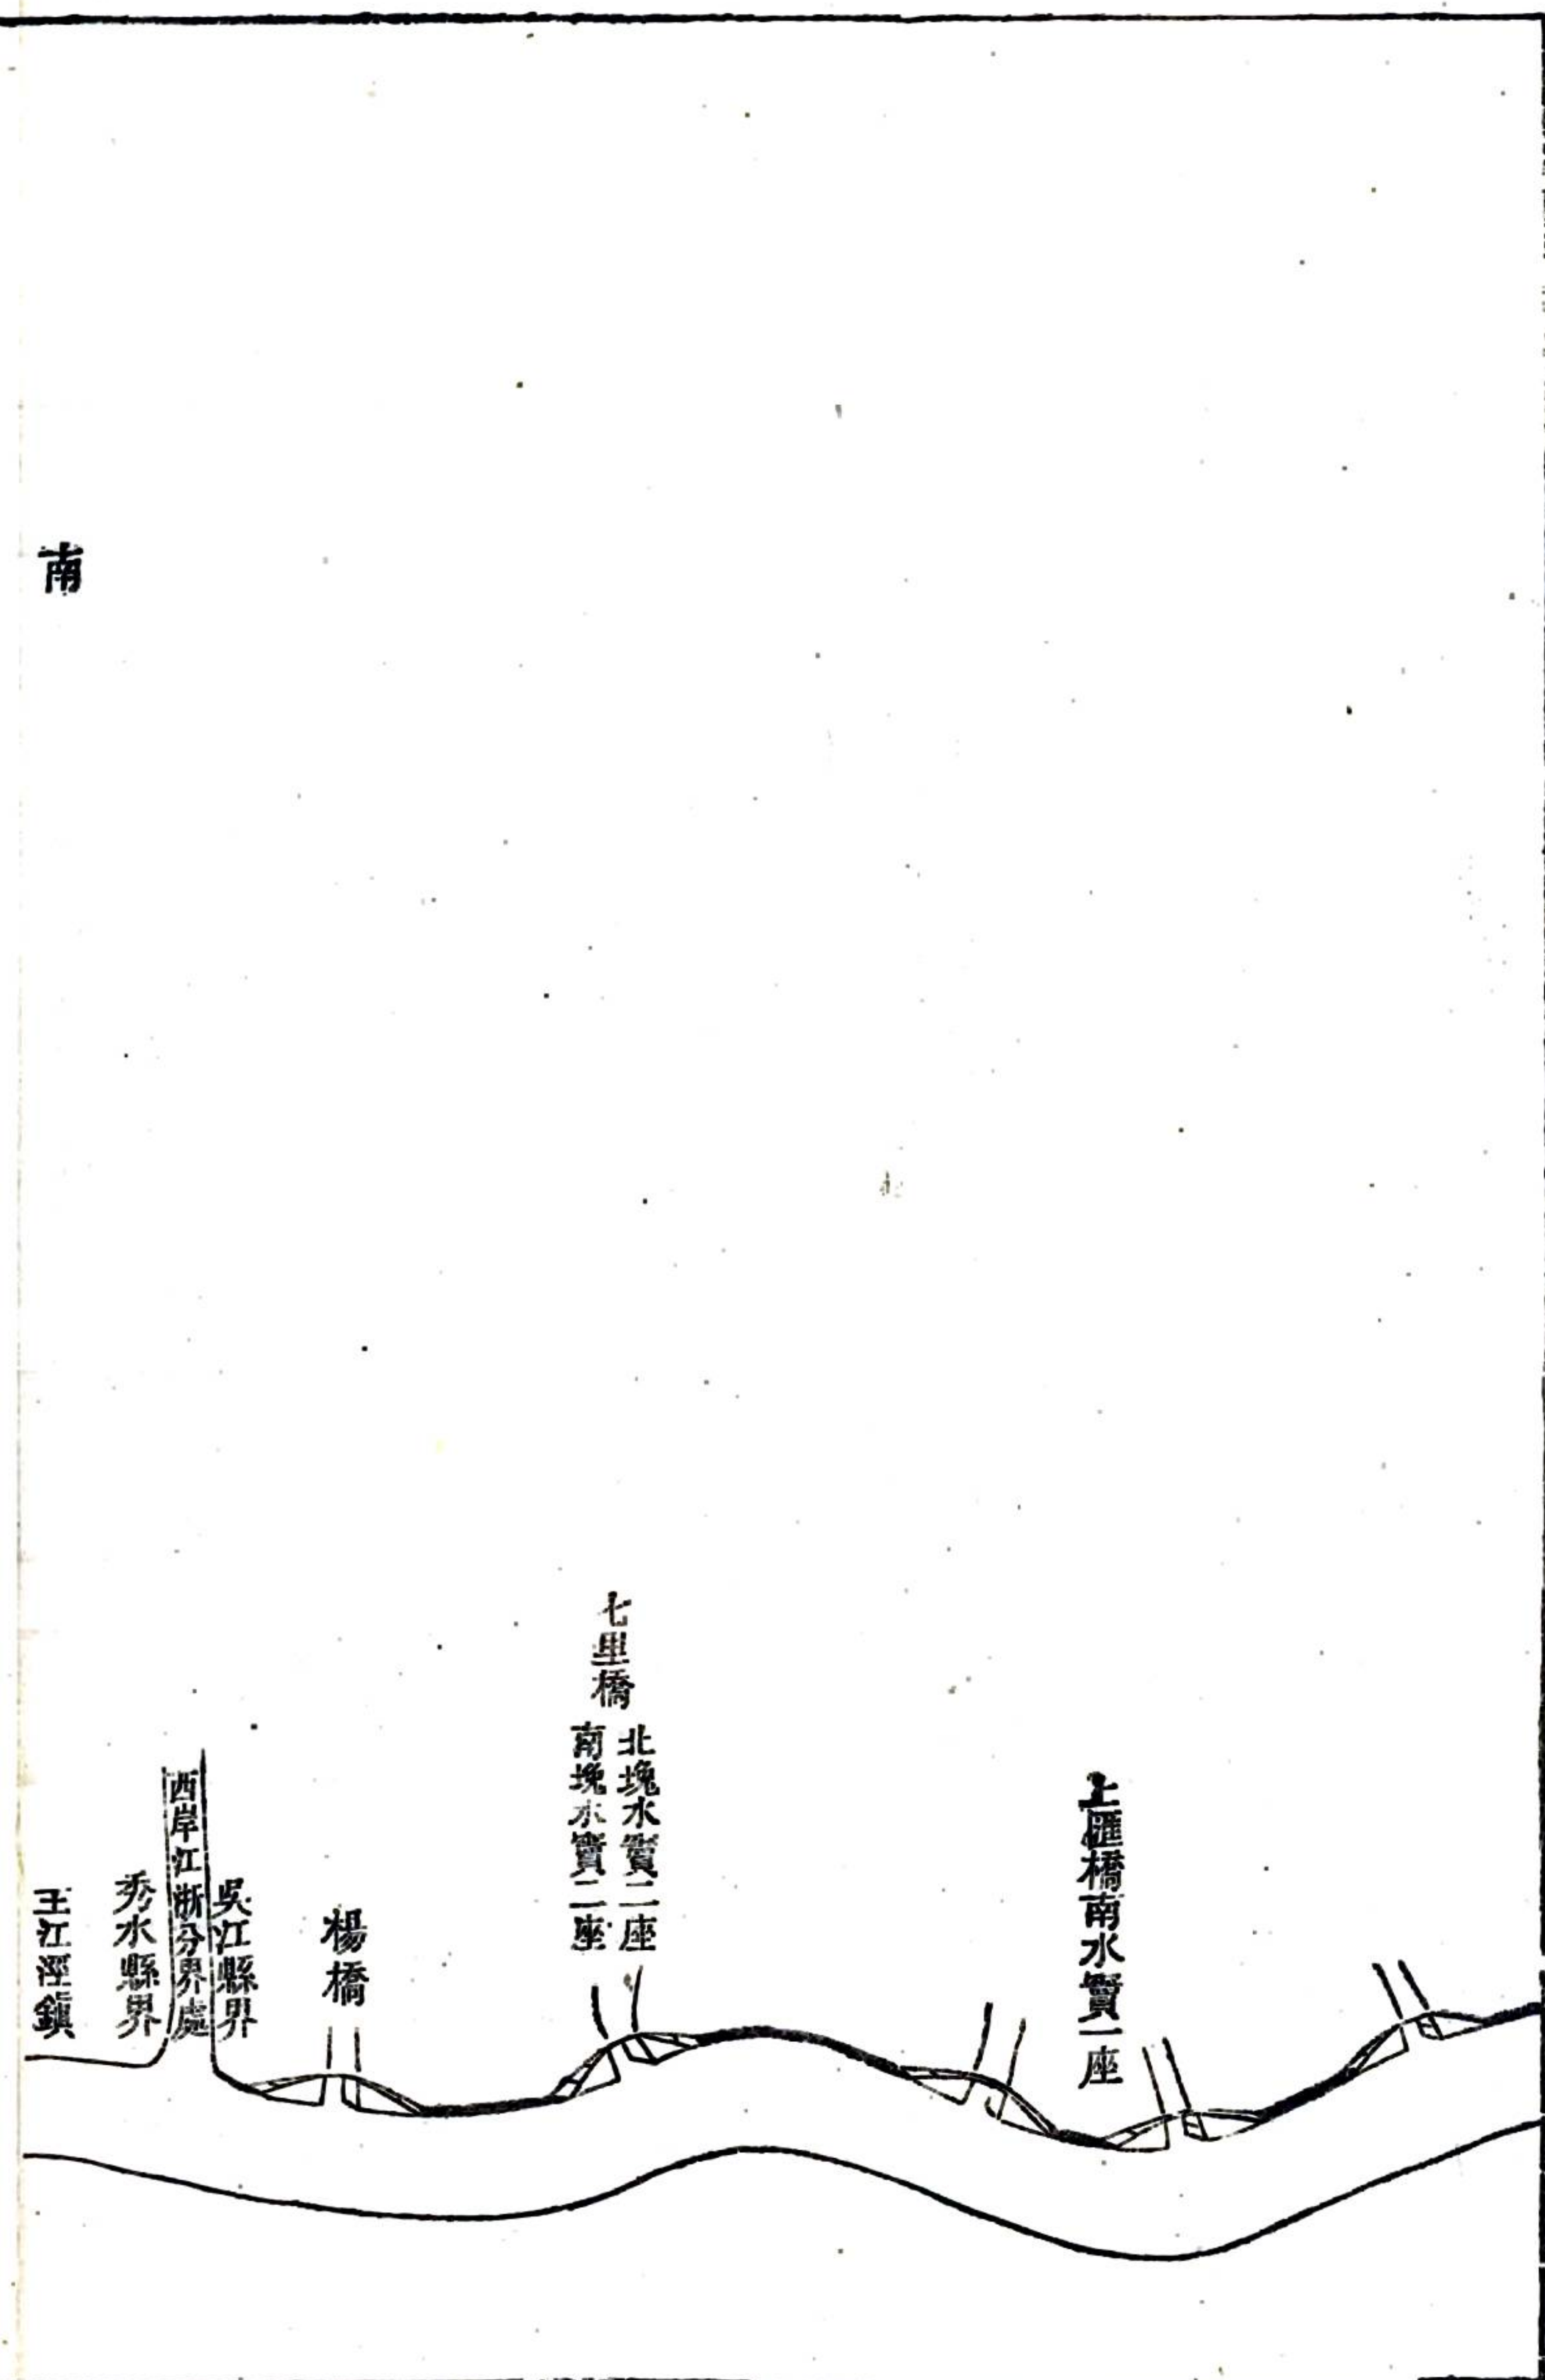 上匯橋南水竇一座
七里橋
北堍水竇二座
南堍水竇二座
楊橋
吳江縣界
西岸江浙分界處
秀水縣界
王江涇鎮
南